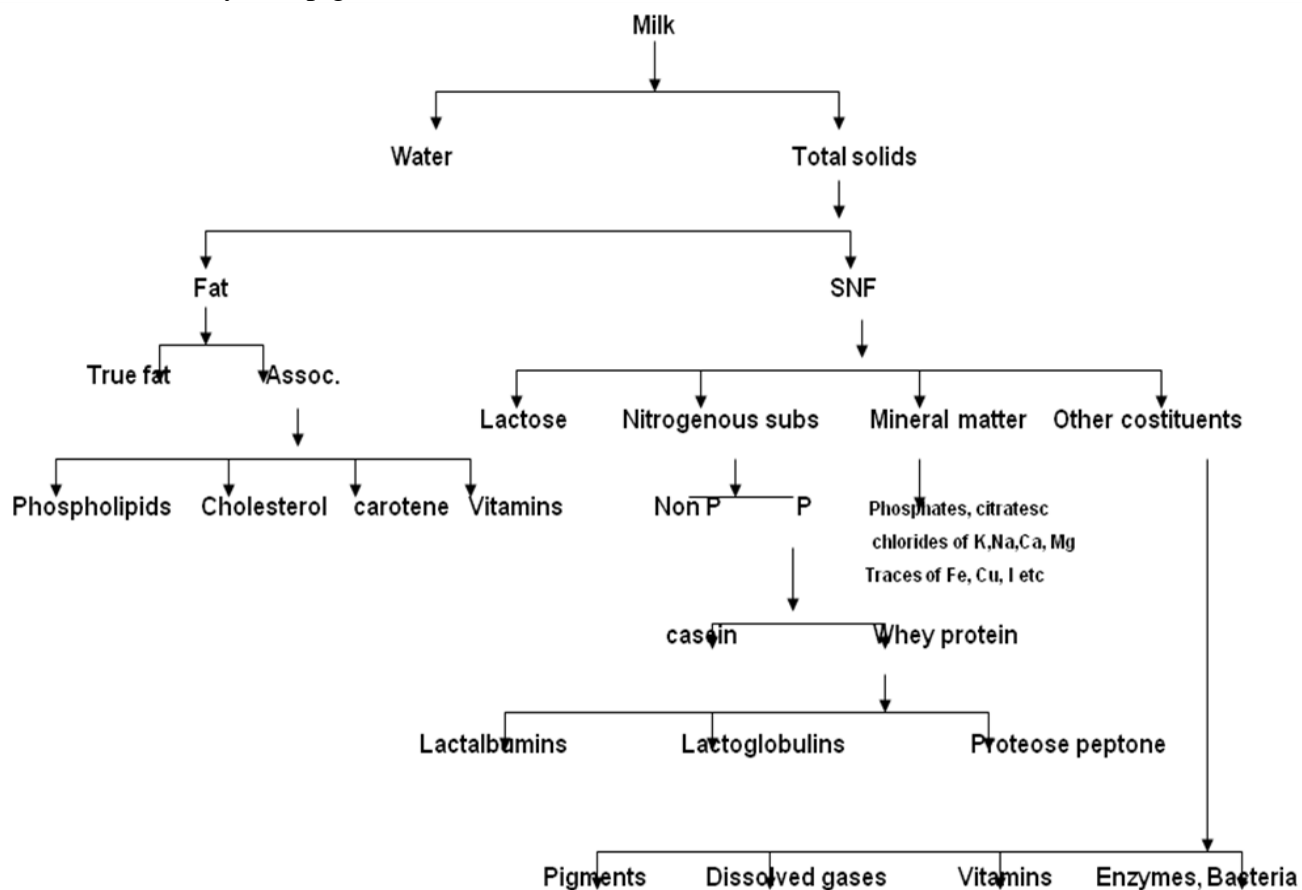 Milk
Water Total solids
Fat SNF
True fat Assoc.
Lactose Nitrogenous subs Mineral matter Other costituents
Phospholipids Cholesterol carotene Vitamins Non P P Phosphates, citratesc
chlorides of K,Na,Ca, Mg
Traces of Fe, Cu, I etc
casein Whey protein
Lactalbumins Lactoglobulins Proteose peptone
Pigments Dissolved gases Vitamins Enzymes, Bacteria